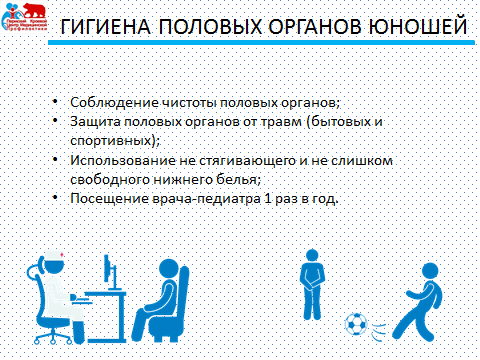 Пермский Краевой
Центр Медицинской
Профилактики
ГИГИЕНА ПОЛОВЫХ ОРГАНОВ ЮНОШЕЙ
• Соблюдение чистоты половых органов;
• Защита половых органов от травм (бытовых и
спортивных);
• Использование не стягивающего и не слишком
свободного нижнего белья;
• Посещение врача-педиатра 1 раз в год.